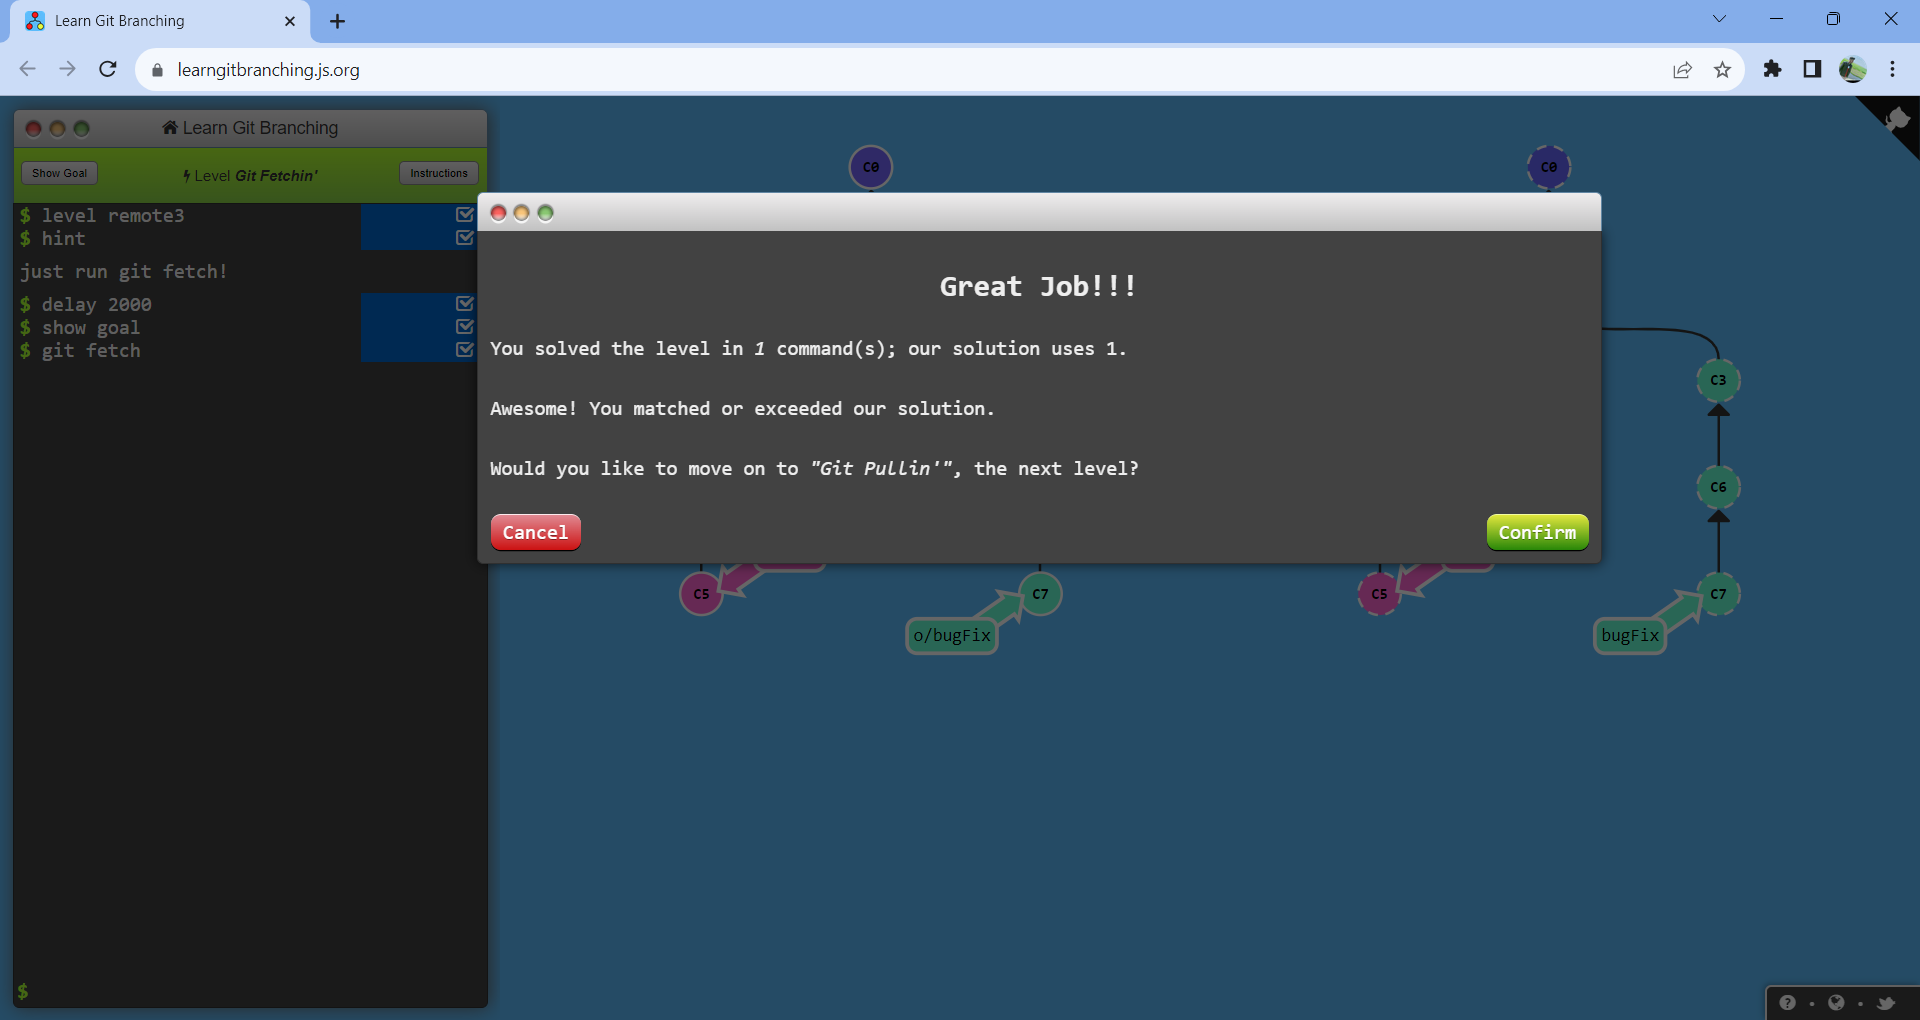 Learn Git Branching
learngitbranching.js.org
Learn Git Branching
Show Goal
Level Git Fetchin'
Instructions
$ level remote3
$ hint
just run git fetch!
$ delay 2000
$ show goal
$ git fetch
$
C0
C0
Great Job!!!
You solved the level in 1 command(s); our solution uses 1.
Awesome! You matched or exceeded our solution.
Would you like to move on to "Git Pullin'", the next level?
Cancel
Confirm
C3
C6
C5
C7
o/bugFix
C5
C7
bugFix
?